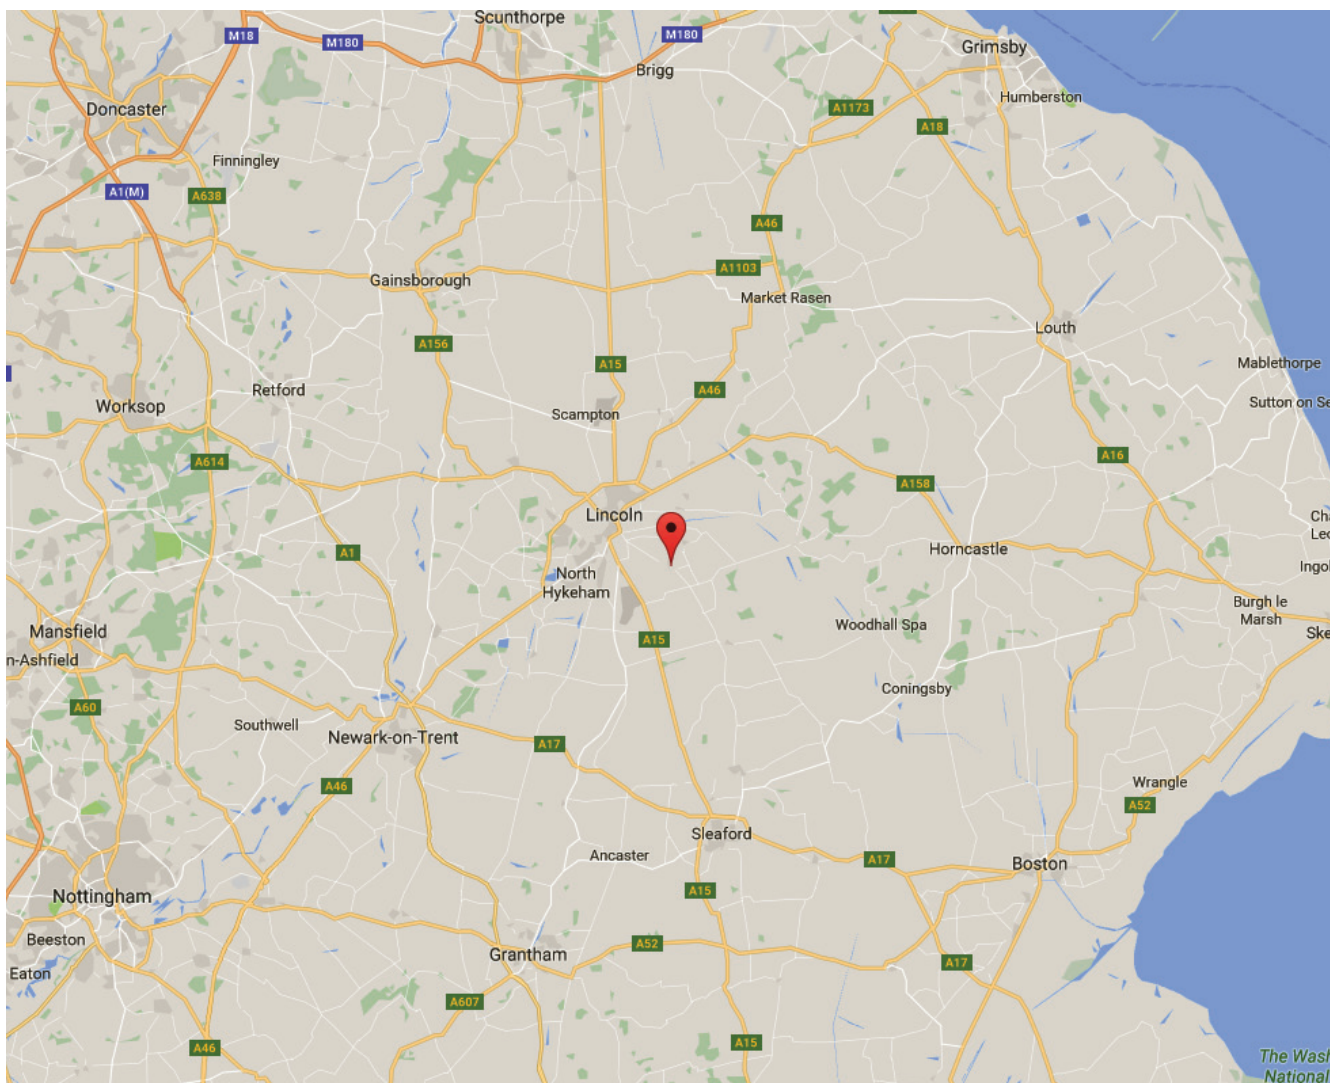 Scunthorpe
M18
M180
M180
Grimsby
Brigg
Humberston
Doncaster
A1173
A18
Finningley
A1(M)
A638
A46
A1103
Gainsborough
Market Rasen
Louth
A156
A15
Mablethorpe
Retford
A46
Sutton on Se
Worksop
Scampton
A614
A16
A158
Lincoln
Cha
Leo
A1
Horncastle
Ingol
North
Hykeham
Burgh le
Marsh
Mansfield
Woodhall Spa
Ske
A15
n-Ashfield
Coningsby
A60
Southwell
Newark-on-Trent
A17
A46
Wrangle
A52
Sleaford
Ancaster
A17
Boston
A15
Nottingham
Beeston
A52
Grantham
A17
Eaton
A607
A15
A46
The Wash
National